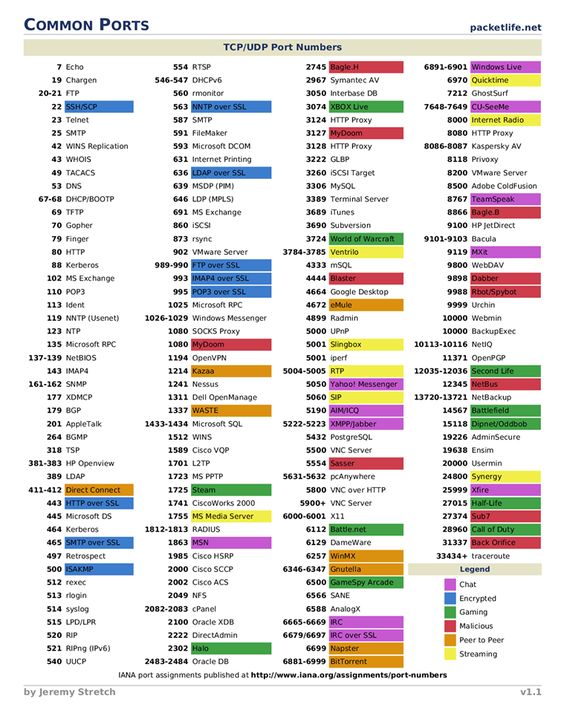 COMMON PORTS
packetlife.net
TCP/UDP Port Numbers
7 Echo
19 Chargen
20-21 FTP
22 SSH/SCP
23 Telnet
25 SMTP
42 WINS Replication
43 WHOIS
49 TACACS
53 DNS
67-68 DHCP/BOOTP
69 TFTP
70 Gopher
79 Finger
80 HTTP
88 Kerberos
102 MS Exchange
110 POP3
113 Ident
119 NNTP (Usenet)
123 NTP
135 Microsoft RPC
137-139 NetBIOS
143 IMAP4
161-162 SNMP
177 XDMCP
179 BGP
201 AppleTalk
264 BGMP
318 TSP
381-383 HP Openview
389 LDAP
411-412 Direct Connect
443 HTTP over SSL
445 Microsoft DS
464 Kerberos
465 SMTP over SSL
497 Retrospect
500 ISAKMP
512 rexec
513 rlogin
514 syslog
515 LPD/LPR
520 RIP
521 RIPng (IPv6)
540 UUCP
554 RTSP
546-547 DHCPv6
560 rmonitor
563 NNTP over SSL
587 SMTP
591 FileMaker
593 Microsoft DCOM
631 Internet Printing
636 LDAP over SSL
639 MSDP (PIM)
646 LDP (MPLS)
691 MS Exchange
860 iSCSI
873 rsync
902 VMware Server
989-990 FTP over SSL
993 IMAP4 over SSL
995 POP3 over SSL
1025 Microsoft RPC
1026-1029 Windows Messenger
1080 SOCKS Proxy
1080 MyDoom
1194 OpenVPN
1214 Kazaa
1241 Nessus
1311 Dell OpenManage
1337 WASTE
1433-1434 Microsoft SQL
1512 WINS
1589 Cisco VQP
1701 L2TP
1723 MS PPTP
1725 Steam
1741 CiscoWorks 2000
1755 MS Media Server
1812-1813 RADIUS
1863 MSN
1985 Cisco HSRP
2000 Cisco SCCP
2002 Cisco ACS
2049 NFS
2082-2083 cPanel
2100 Oracle XDB
2222 DirectAdmin
2302 Halo
2483-2484 Oracle DB
2745 Bagle.H
2967 Symantec AV
3050 Interbase DB
3074 XBOX Live
3124 HTTP Proxy
3127 MyDoom
3128 HTTP Proxy
3222 GLBP
3260 iSCSI Target
3306 MySQL
3389 Terminal Server
3689 iTunes
3690 Subversion
3724 World of Warcraft
3784-3785 Ventrilo
4333 mSQL
4444 Blaster
4664 Google Desktop
4672 eMule
4899 Radmin
5000 UPnP
5001 Slingbox
5001 iperf
5004-5005 RTP
5050 Yahoo! Messenger
5060 SIP
5190 AIM/ICQ
5222-5223 XMPP/Jabber
5432 PostgreSQL
5500 VNC Server
5554 Sasser
5631-5632 pcAnywhere
5800 VNC over HTTP
5900+ VNC Server
6000-6001 X11
6112 Battle.net
6129 DameWare
6257 WinMX
6346-6347 Gnutella
6500 GameSpy Arcade
6566 SANE
6588 AnalogX
6665-6669 IRC
6679/6697 IRC over SSL
6699 Napster
6881-6999 BitTorrent
6891-6901 Windows Live
6970 Quicktime
7212 GhostSurf
7648-7649 CU-SeeMe
8000 Internet Radio
8080 HTTP Proxy
8086-8087 Kaspersky AV
8118 Privoxy
8200 VMware Server
8500 Adobe ColdFusion
8767 TeamSpeak
8866 Bagle.B
9100 HP JetDirect
9101-9103 Bacula
9119 MXit
9800 WebDAV
9898 Dabber
9988 Rbot/Spybot
9999 Urchin
10000 Webmin
10000 BackupExec
10113-10116 NetIQ
11371 OpenPGP
12035-12036 Second Life
12345 NetBus
13720-13721 NetBackup
14567 Battlefield
15118 Dipnet/Oddbob
19226 AdminSecure
19638 Ensim
20000 Usermin
24800 Synergy
25999 Xfire
27015 Half-Life
27374 Sub7
28960 Call of Duty
31337 Back Orifice
33434+ traceroute
Legend
Chat
Encrypted
Gaming
Malicious
Peer to Peer
Streaming
IANA port assignments published at http://www.iana.org/assignments/port-numbers
by Jeremy Stretch
v1.1